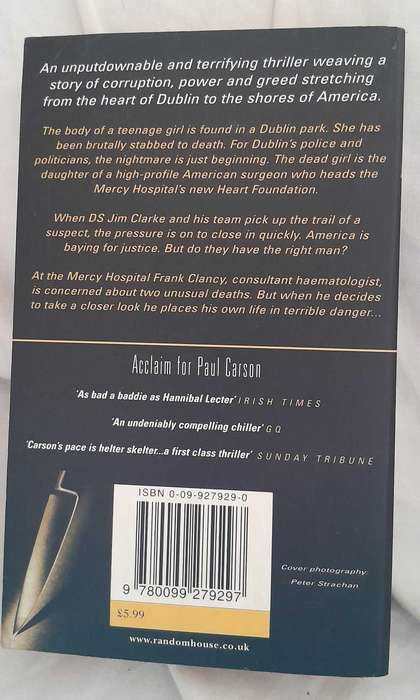 An unputdownable and terrifying thriller weaving a
story of corruption, power and greed stretching
from the heart of Dublin to the shores of America.
The body of a teenage girl is found in a Dublin park. She has
been brutally stabbed to death. For Dublin's police and
politicians, the nightmare is just beginning. The dead girl is the
daughter of a high-profile American surgeon who heads the
Mercy Hospital's new Heart Foundation.
When DS Jim Clarke and his team pick up the trail of a
suspect, the pressure is on to close in quickly. America is
baying for justice. But do they have the right man?
At the Mercy Hospital Frank Clancy, consultant haematologist,
is concerned about two unusual deaths. But when he decides
to take a closer look he places his own life in terrible danger...
Acclaim for Paul Carson
'As bad a baddie as Hannibal Lecter' IRISH TIMES
'An undeniably compelling chiller' GQ
'Carson's pace is helter skelter...a first class thriller' SUNDAY TRIBUNE
ISBN 0-09-927929-0
9 780099 279297
£5.99
Cover photography:
Peter Strachan
www.randomhouse.co.uk